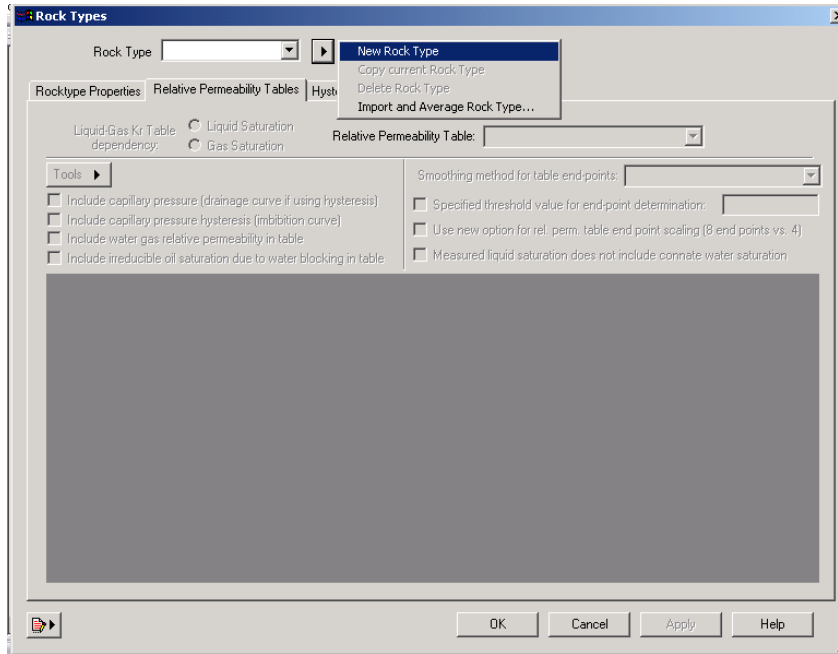 Rock Types
Rock Type
New Rock Type
Copy current Rock Type
Delete Rock Type
Import and Average Rock Type...
Rocktype Properties Relative Permeability Tables Hyst
Liquid-Gas Kr Table dependency:
Liquid Saturation
Gas Saturation
Relative Permeability Table:
Tools
Include capillary pressure (drainage curve if using hysteresis)
Include capillary pressure hysteresis (imbibition curve)
Include water gas relative permeability in table
Include irreducible oil saturation due to water blocking in table
Smoothing method for table end-points:
Specified threshold value for end-point determination:
Use new option for rel. perm. table end point scaling (8 end points vs. 4)
Measured liquid saturation does not include connate water saturation
OK Cancel Apply Help